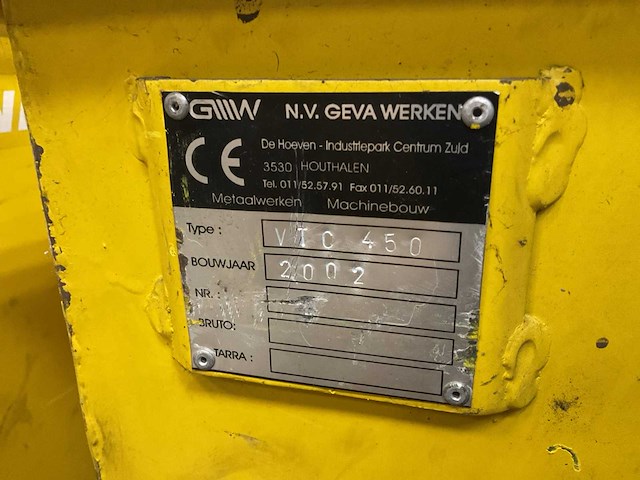 GMW N.V. GEVA WERKEN
CE
De Hoeven - Industriepark Centrum Zuid
3530 HOUTHALEN
Tel. 011/52.57.91 Fax 011/52.60.11
Metaalwerken Machinebouw
Type : VTC 450
BOUWJAAR 2002
NR. :
BRUTO:
TARRA :